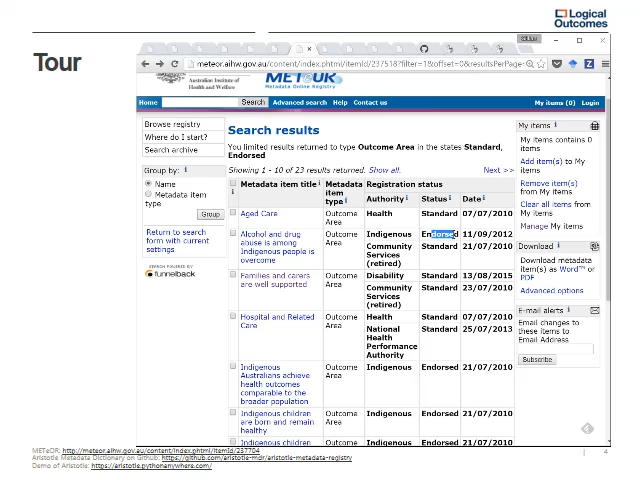 Logical
Outcomes
Tour
meteor.aihw.gov.au/content/index.phtml/itemId/237518?filter=1&offset=0&resultsPerPage=
Australian Institute of
Health and Welfare
METeOR
Metadata Online Registry
Home
Search
Advanced search Help Contact us
My items (0) Login
Browse registry
Where do I start?
Search archive
Group by: i
Name
Metadata item
type
Group
Return to search
form with current
settings
SEARCH POWERED BY
funnelback
Search results
You limited results returned to type Outcome Area in the states Standard,
Endorsed
Showing 1 - 10 of 23 results returned. Show all. Next >>
Metadata item title i
Metadata
item
type i
Registration status
Authority i
Status i
Date i
Aged Care
Outcome
Area
Health Standard 07/07/2010
Alcohol and drug
abuse is among
Indigenous people is
overcome
Outcome
Area
Indigenous Endorsed 11/09/2012
Community
Services
(retired)
Standard 21/07/2010
Families and carers
are well supported
Outcome
Area
Disability Standard 13/08/2015
Community
Services
(retired)
Standard 23/07/2010
Hospital and Related
Care
Outcome
Area
Health Standard 07/07/2010
National
Health
Performance
Authority
Standard 25/07/2013
Indigenous
Australians achieve
health outcomes
comparable to the
broader population
Outcome
Area
Indigenous Endorsed 21/07/2010
Indigenous children
are born and remain
healthy
Outcome
Area
Indigenous Endorsed 21/07/2010
Indigenous children
Outcome
Indigenous Endorsed 21/07/2010
My items i
My items contains 0
items
Add item(s) to My
items
Remove item(s)
from My items
Clear all items from
My items
Manage My items
Download i
Download metadata
item(s) as Word™ or
PDF
Advanced options
E-mail alerts i
Email changes to
these items to
Email Address
Subscribe
METeOR: http://meteor.aihw.gov.au/content/index.phtml/itemId/237704
Aristotle Metadata Dictionary on Github: https://github.com/aristotle-mdr/aristotle-metadata-registry
Demo of Aristotle: https://aristotle.pythonanywhere.com/
| 4